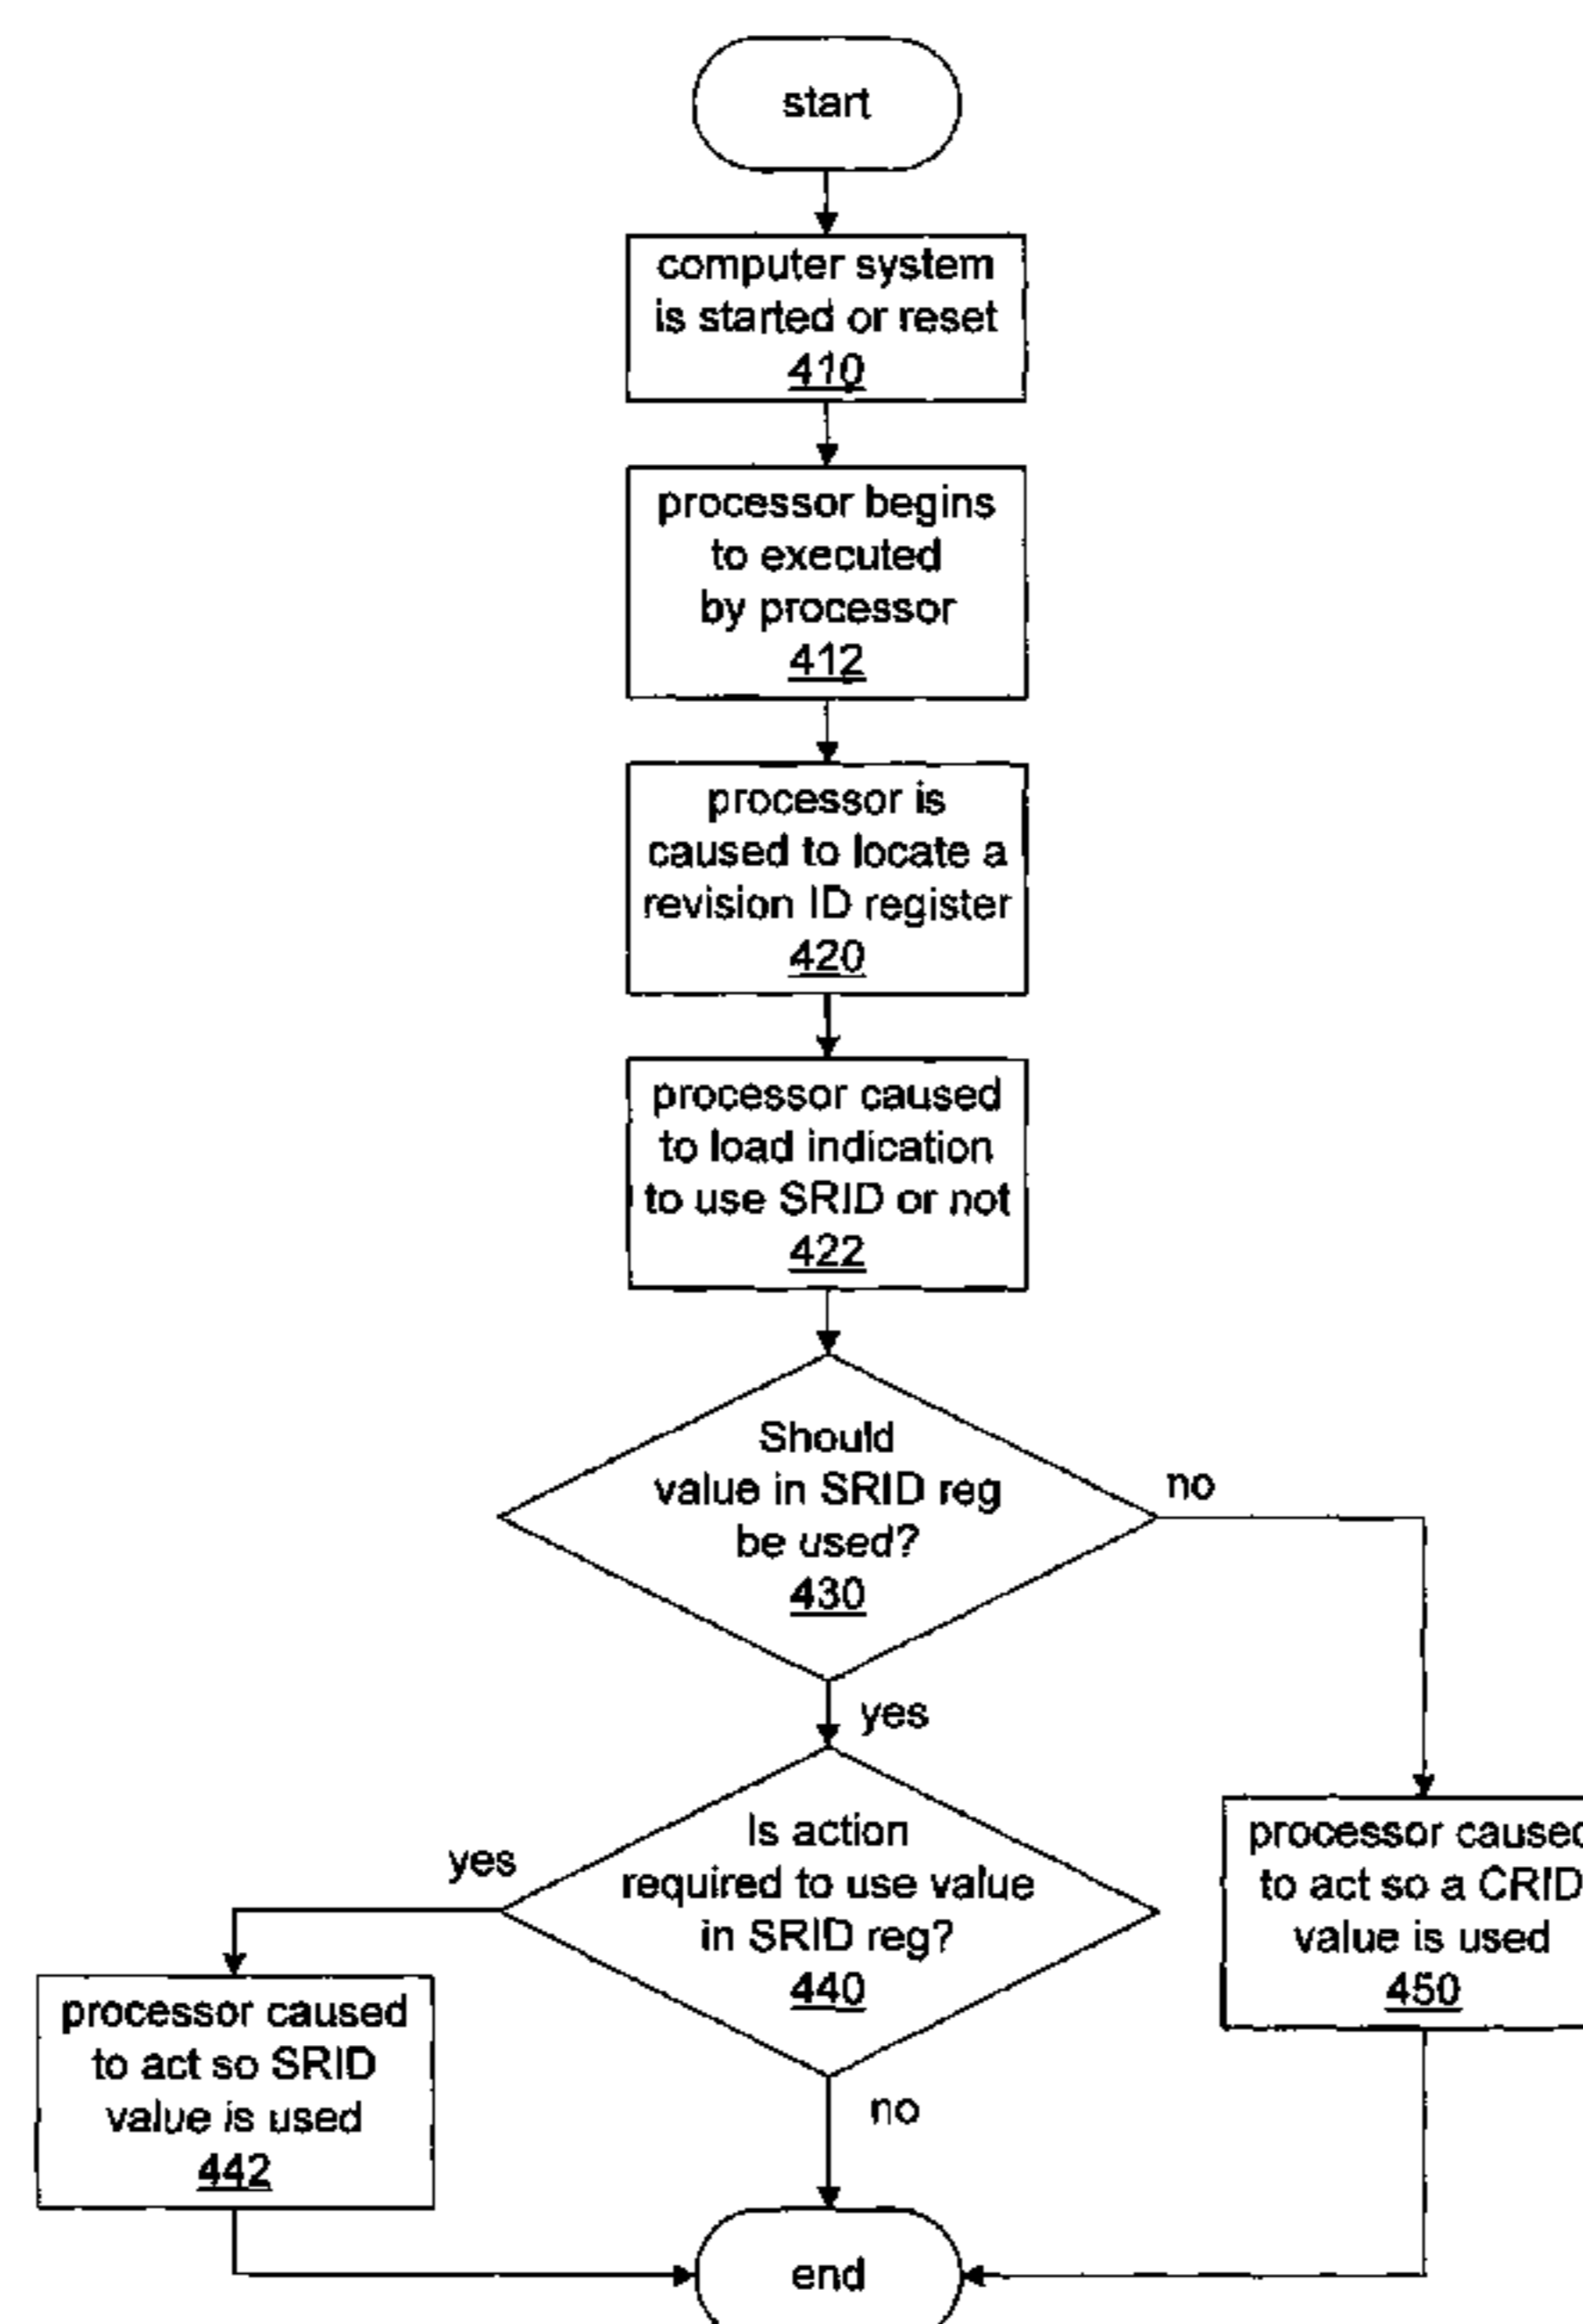 start
computer system
is started or reset
410
processor begins
to executed
by processor
412
processor is
caused to locate a
revision ID register
420
processor caused
to load indication
to use SRID or not
422
Should
value in SRID reg
be used?
430
no
yes
Is action
required to use value
in SRID reg?
440
yes
no
processor caused
to act so a CRID
value is used
450
processor caused
to act so SRID
value is used
442
end